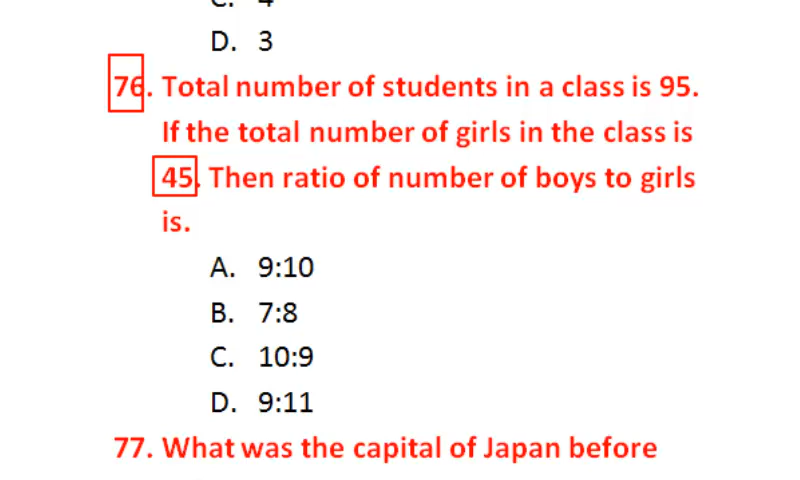 C. 4
D. 3
76. Total number of students in a class is 95.
If the total number of girls in the class is
45. Then ratio of number of boys to girls
is.
A. 9:10
B. 7:8
C. 10:9
D. 9:11
77. What was the capital of Japan before